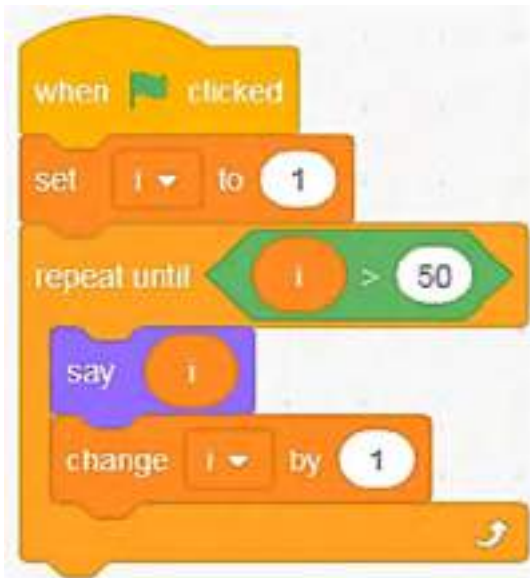 when clicked
set i to 1
repeat until i > 50
say i
change i by 1